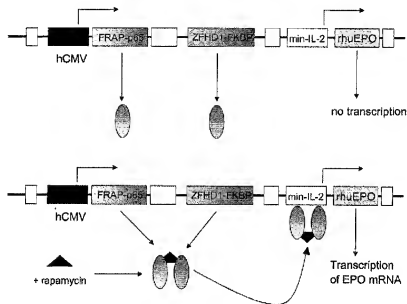 FRAP-p65
ZFHD1-FKBP
min-IL-2
rhuEPO
hCMV
no transcription
FRAP-p65
ZFHD1-FKBP
min-IL-2
rhuEPO
hCMV
+ rapamycin
Transcription
of EPO mRNA